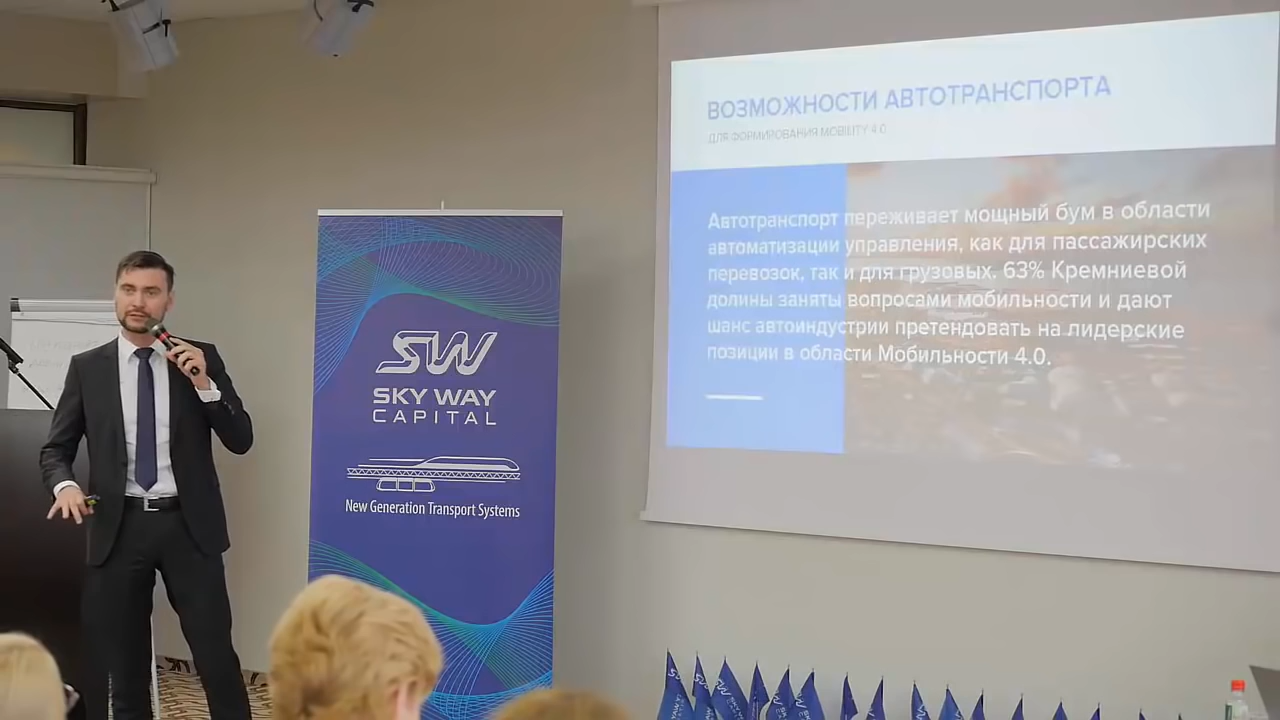 ВОЗМОЖНОСТИ АВТОТРАНСПОРТА
ДЛЯ ФОРМИРОВАНИЯ MOBILITY 4.0
Автотранспорт переживает мощный бум в области
автоматизации управления, как для пассажирских
перевозок, так и для грузовых. 63% Кремниевой
долины заняты вопросами мобильности и дают
шанс автоиндустрии претендовать на лидерские
позиции в области Мобильности 4.0.
SW
SKY WAY
CAPITAL
New Generation Transport Systems